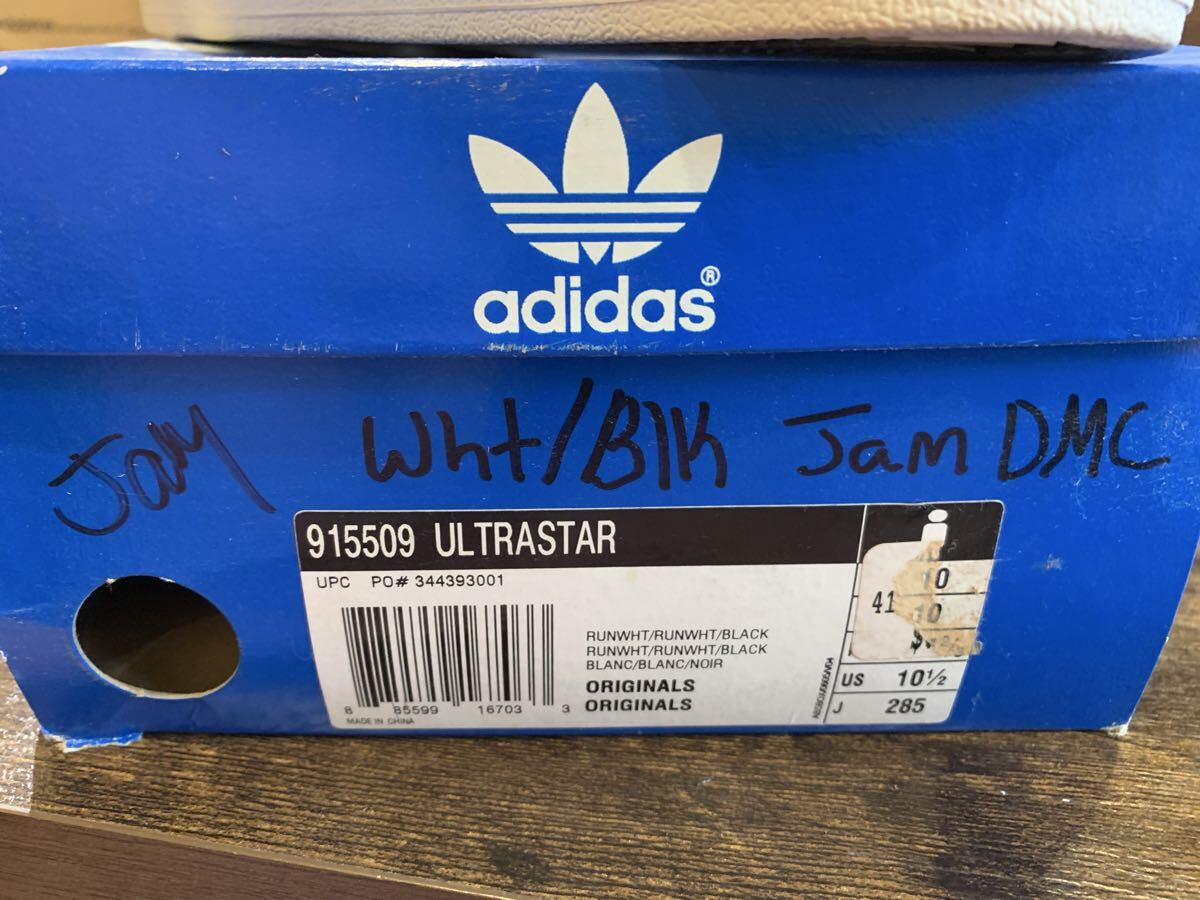 adidas®
Jam Wht/Blk Jam DMC
915509 ULTRASTAR
UPC PO# 344393001
RUNWHT/RUNWHT/BLACK
RUNWHT/RUNWHT/BLACK
BLANC/BLANC/NOIR
ORIGINALS
ORIGINALS
8 85599 16703 3
MADE IN CHINA
10
41 10
US 10½
J 285